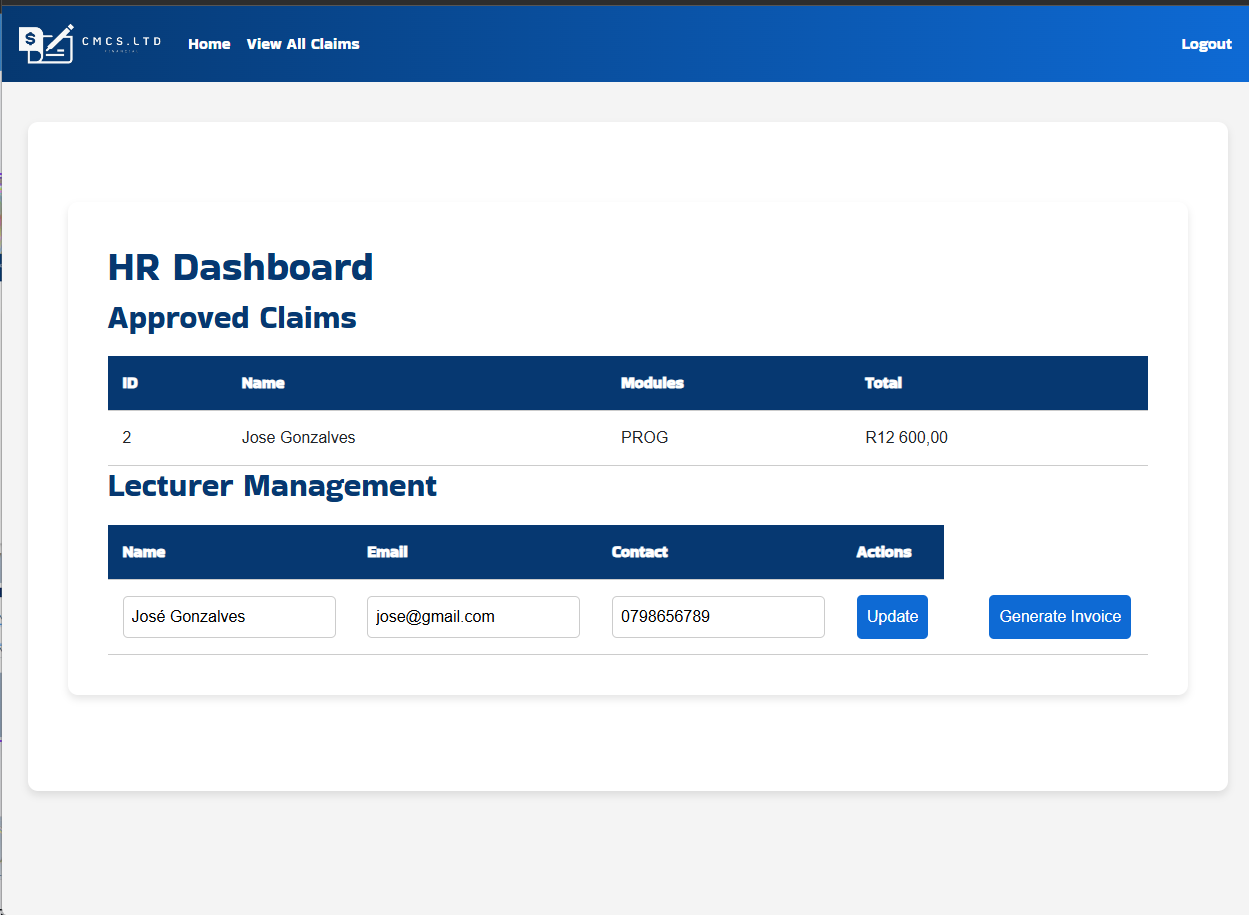 $
CMCS.LTD
FINANCIAL
Home View All Claims Logout
HR Dashboard
Approved Claims
ID Name Modules Total
2 Jose Gonzalves PROG R12 600,00
Lecturer Management
Name Email Contact Actions
José Gonzalves jose@gmail.com 0798656789 Update Generate Invoice